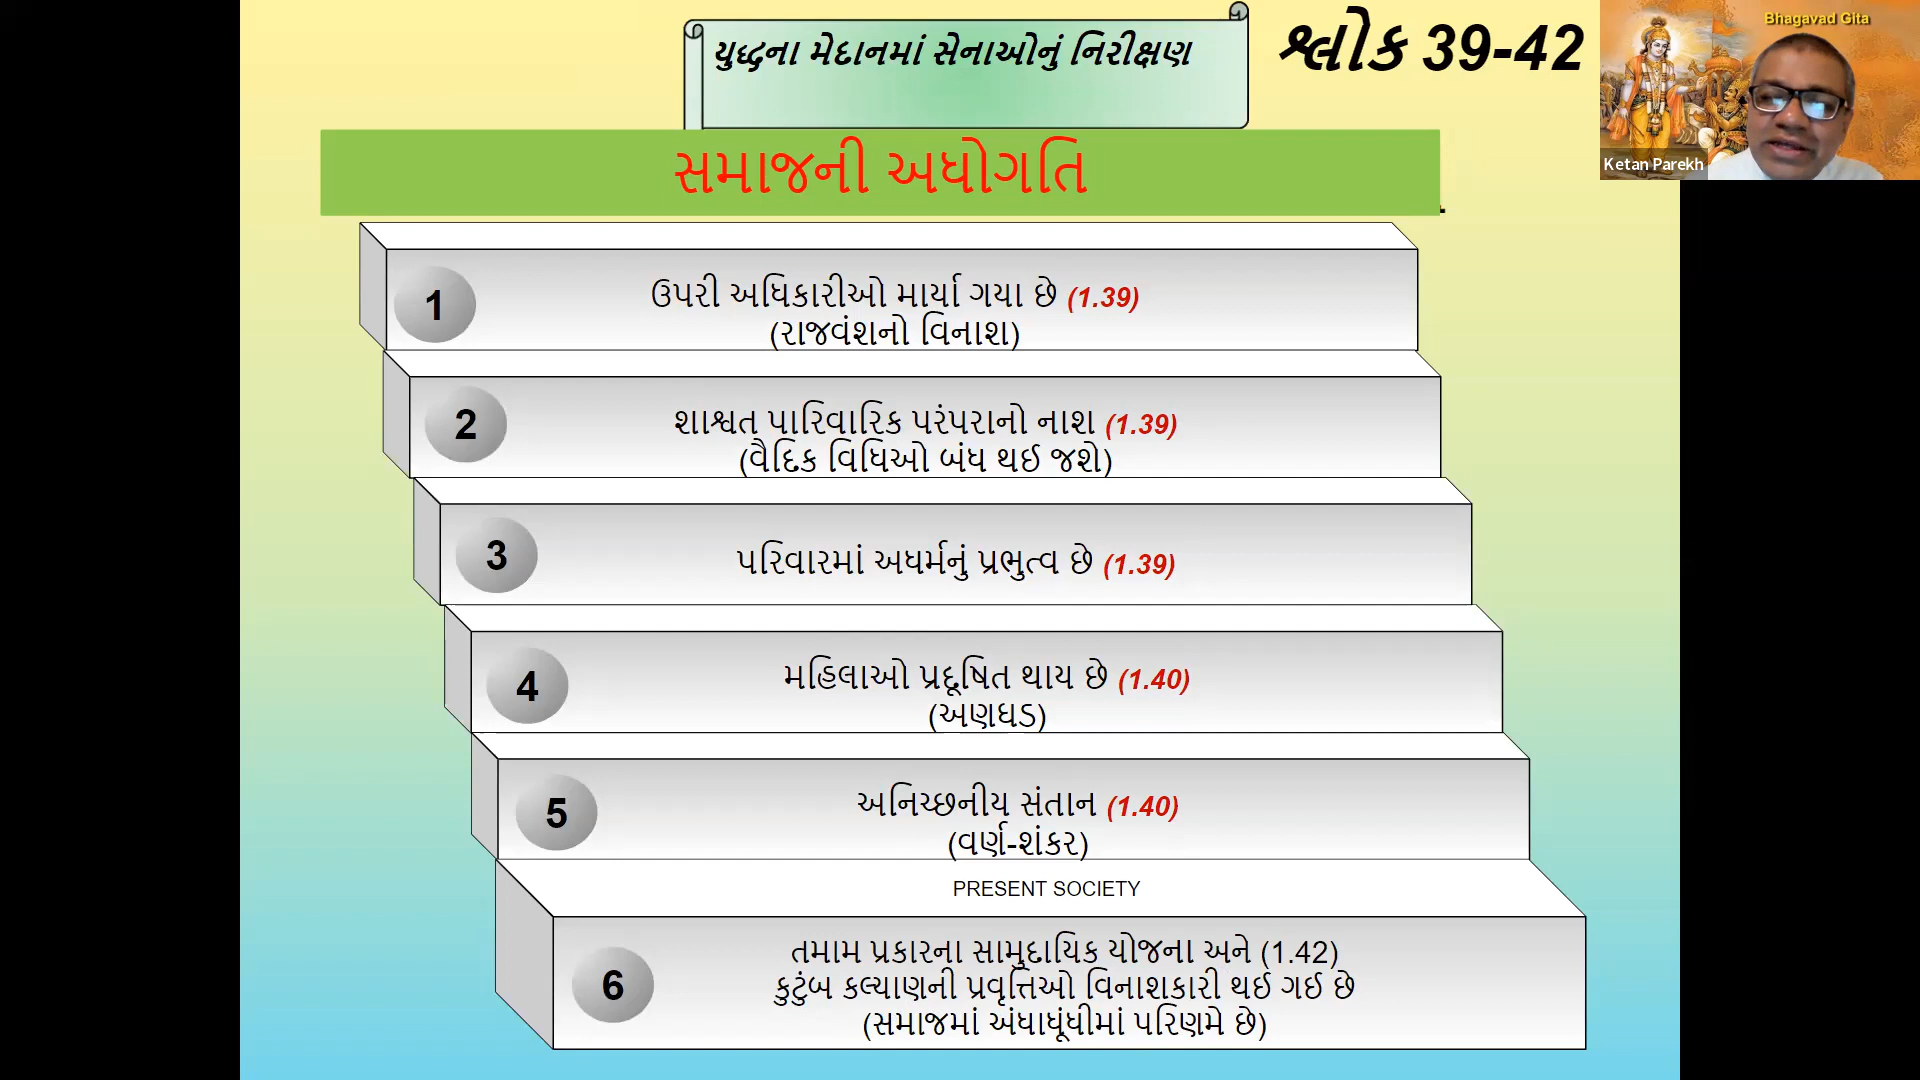 યુદ્ધના મેદાનમાં સેનાઓનું નિરીક્ષણ
શ્લોક 39-42
Bhagavad Gita
Ketan Parekh
સમાજની અધોગતિ
1
ઉપરી અધિકારીઓ માર્યા ગયા છે (1.39)
(રાજવંશનો વિનાશ)
2
શાશ્વત પારિવારિક પરંપરાનો નાશ (1.39)
(વૈદિક વિધિઓ બંધ થઈ જશે)
3
પરિવારમાં અધર્મનું પ્રભુત્વ છે (1.39)
4
મહિલાઓ પ્રદૂષિત થાય છે (1.40)
(અણઘડ)
5
અનિચ્છનીય સંતાન (1.40)
(વર્ણ-શંકર)
PRESENT SOCIETY
6
તમામ પ્રકારના સામુદાયિક યોજના અને (1.42)
કુટુંબ કલ્યાણની પ્રવૃત્તિઓ વિનાશકારી થઈ ગઈ છે
(સમાજમાં અંધાધૂંધીમાં પરિણમે છે)